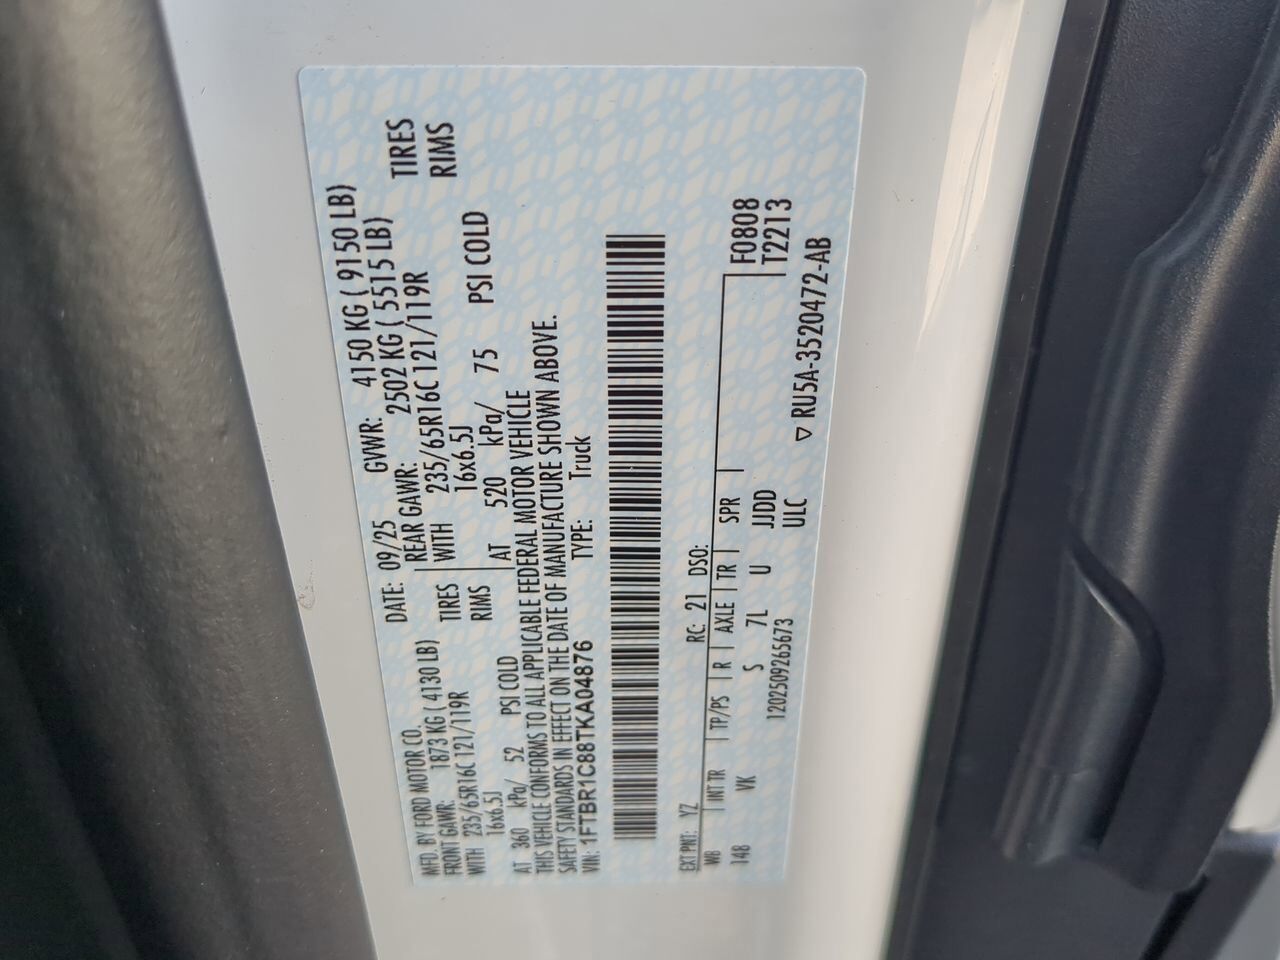 MFD. BY FORD MOTOR CO. DATE: 09/25 GVWR: 4150 KG ( 9150 LB)
FRONT GAWR: 1873 KG ( 4130 LB) REAR GAWR: 2502 KG ( 5515 LB)
WITH 235/65R16C 121/119R TIRES WITH 235/65R16C 121/119R TIRES
16x6.5J RIMS 16x6.5J RIMS
AT 360 kPa/ 52 PSI COLD AT 520 kPa/ 75 PSI COLD
THIS VEHICLE CONFORMS TO ALL APPLICABLE FEDERAL MOTOR VEHICLE
SAFETY STANDARDS IN EFFECT ON THE DATE OF MANUFACTURE SHOWN ABOVE.
VIN: 1FTBR1C88TKA04876 TYPE: Truck
EXT PNT: YZ RC: 21 DSO: F0808
WB INT TR TP/PS R AXLE TR SPR T2213
148 VK S 7L U JJDD
1202509265673 ULC ▽ RU5A-3520472-AB